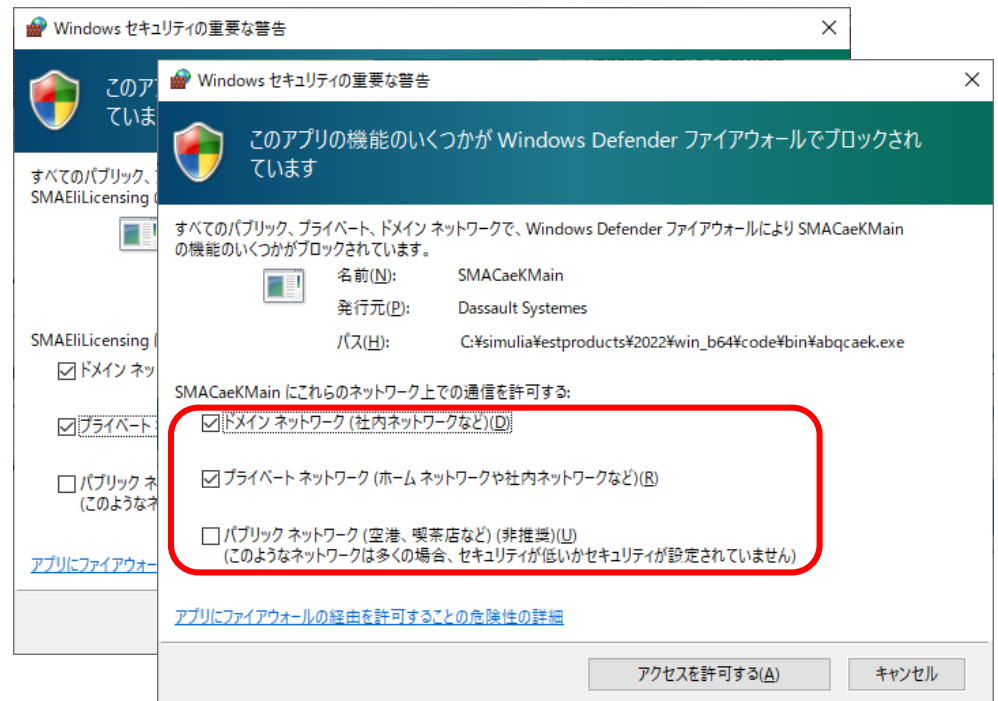 Windows セキュリティの重要な警告
このア
ていま
すべてのパブリック、
SMAEliLicensing
SMAEliLicensing
ドメイン ネッ
プライベート
パブリック ネ
(このようなネ
アプリにファイアウォー
Windows セキュリティの重要な警告
このアプリの機能のいくつかが Windows Defender ファイアウォールでブロックされ
ています
すべてのパブリック、プライベート、ドメイン ネットワークで、Windows Defender ファイアウォールにより SMACaeKMain
の機能のいくつかがブロックされています。
名前(N): SMACaeKMain
発行元(P): Dassault Systemes
パス(H): C:¥simulia¥estproducts¥2022¥win_b64¥code¥bin¥abqcaek.exe
SMACaeKMain にこれらのネットワーク上での通信を許可する:
ドメイン ネットワーク (社内ネットワークなど)(D)
プライベート ネットワーク (ホーム ネットワークや社内ネットワークなど)(R)
パブリック ネットワーク (空港、喫茶店など) (非推奨)(U)
(このようなネットワークは多くの場合、セキュリティが低いかセキュリティが設定されていません)
アプリにファイアウォールの経由を許可することの危険性の詳細
アクセスを許可する(A) キャンセル